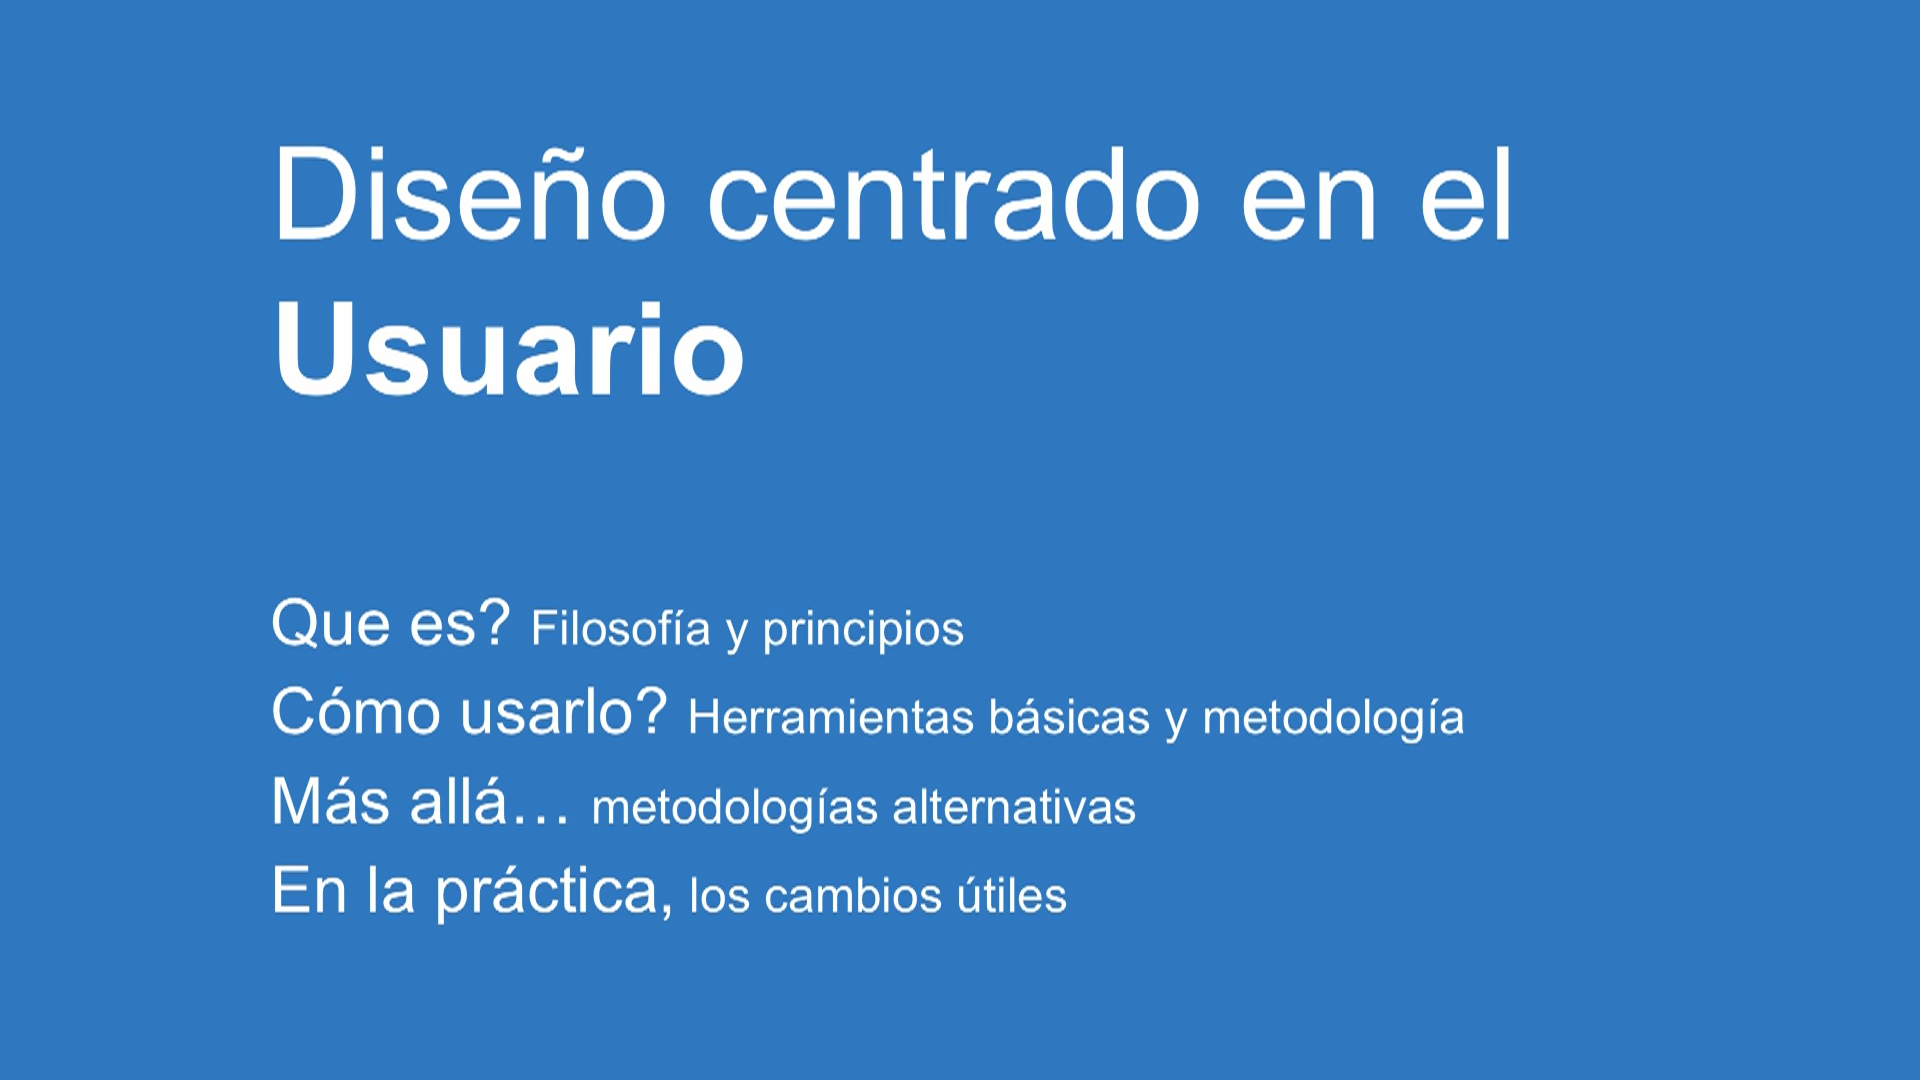 Diseño centrado en el
Usuario
Que es? Filosofía y principios
Cómo usarlo? Herramientas básicas y metodología
Más allá… metodologías alternativas
En la práctica, los cambios útiles